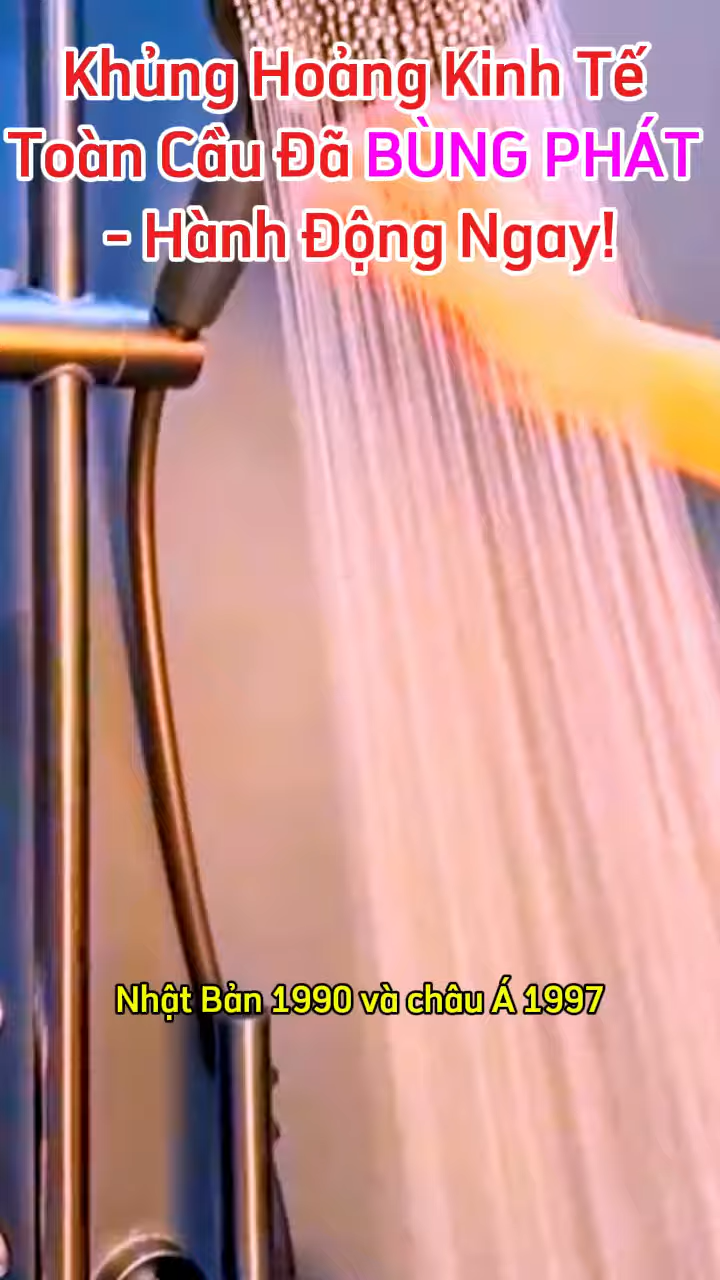 Khủng Hoảng Kinh Tế
Toàn Cầu Đã BÙNG PHÁT
- Hành Động Ngay!
Nhật Bản 1990 và châu Á 1997